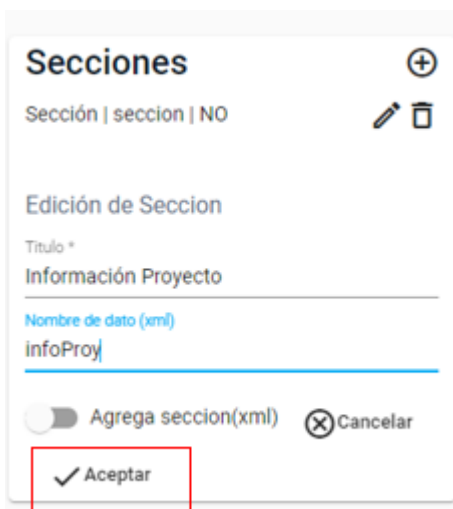 Secciones
Sección | seccion | NO
Edición de Seccion
Titulo *
Información Proyecto
Nombre de dato (xml)
infoProy
Agrega seccion(xml) Cancelar
Aceptar